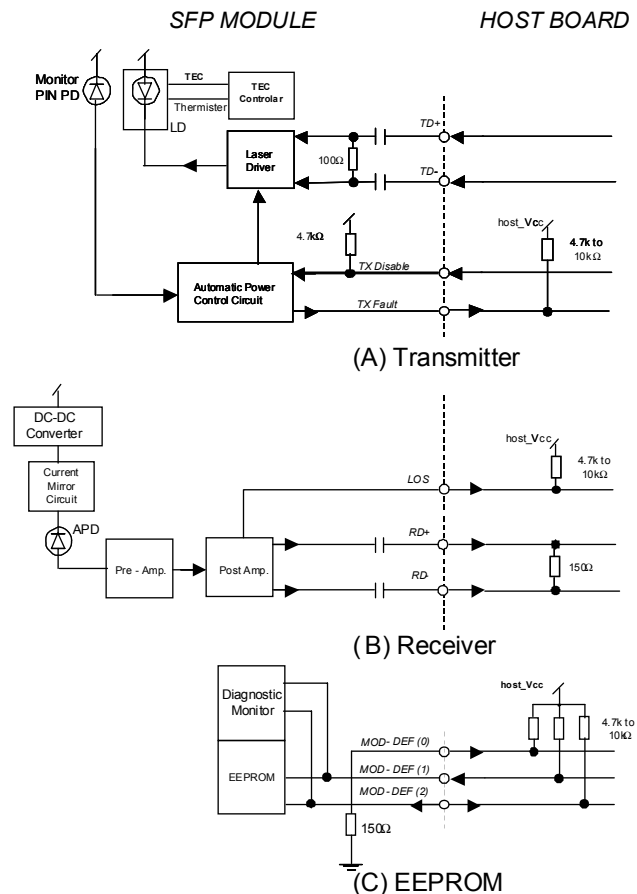 SFP MODULE
HOST BOARD
Monitor
PIN PD
TEC
Thermister
TEC
Controlar
LD
Laser
Driver
100Ω
TD+
TD-
4.7kΩ
host_Vcc
4.7k to
10kΩ
Automatic Power
Control Circuit
TX Disable
TX Fault
(A) Transmitter
DC-DC
Converter
Current
Mirror
Circuit
APD
Pre - Amp.
Post Amp.
LOS
RD+
RD-
host_Vcc
4.7k to
10kΩ
150Ω
(B) Receiver
Diagnostic
Monitor
EEPROM
MOD- DEF (0)
MOD- DEF (1)
MOD- DEF (2)
150Ω
host_Vcc
4.7k to
10kΩ
(C) EEPROM